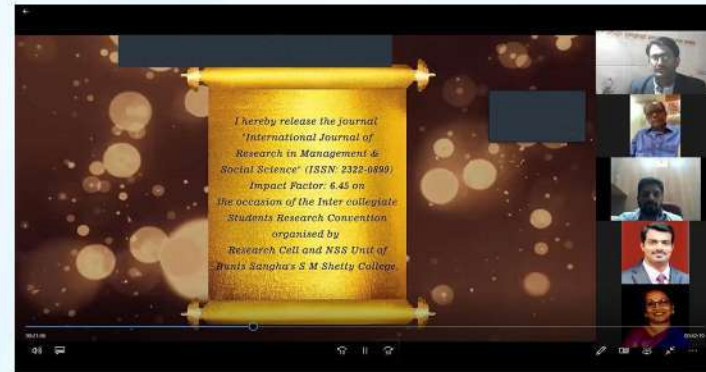 I hereby release the journal
"International Journal of
Research in Management &
Social Science" (ISSN: 2322-0899)
Impact Factor: 6.45 on
the occasion of the Inter collegiate
Students Research Convention
organised by
Research Cell and NSS Unit of
Bunts Sangha's S M Shetty College.